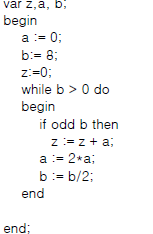 var z,a, b;
begin
a := 0;
b:= 8;
z:=0;
while b > 0 do
begin
if odd b then
z := z + a;
a := 2*a;
b := b/2;
end
end;